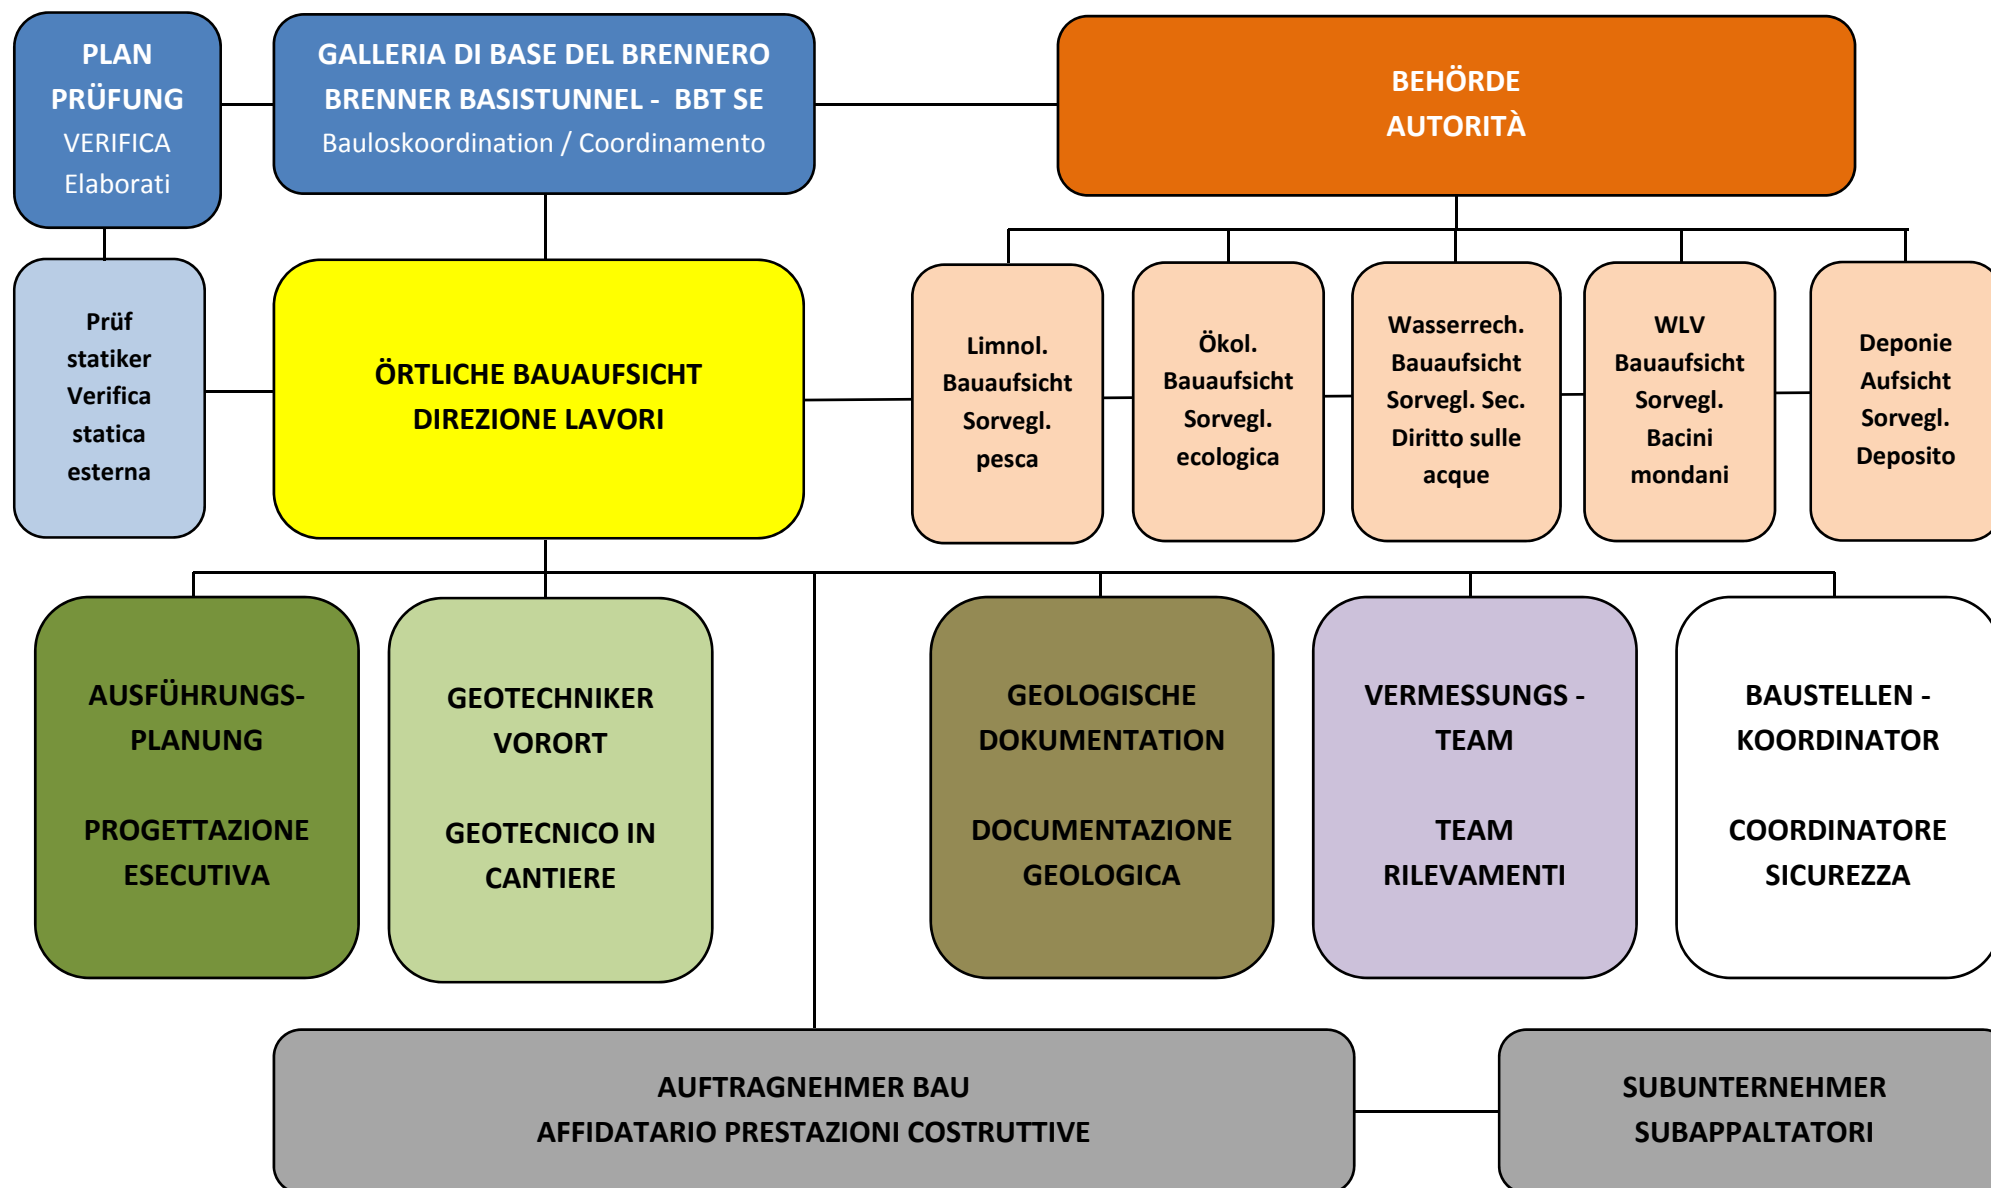 PLAN
PRÜFUNG
VERIFICA
Elaborati
GALLERIA DI BASE DEL BRENNERO
BRENNER BASISTUNNEL - BBT SE
Bauloskoordination / Coordinamento
BEHÖRDE
AUTORITÀ
Prüf
statiker
Verifica
statica
esterna
ÖRTLICHE BAUAUFSICHT
DIREZIONE LAVORI
Limnol.
Bauaufsicht
Sorvegl.
pesca
Ökol.
Bauaufsicht
Sorvegl.
ecologica
Wasserrech.
Bauaufsicht
Sorvegl. Sec.
Diritto sulle
acque
WLV
Bauaufsicht
Sorvegl.
Bacini
mondani
Deponie
Aufsicht
Sorvegl.
Deposito
AUSFÜHRUNGS-
PLANUNG
PROGETTAZIONE
ESECUTIVA
GEOTECHNIKER
VORORT
GEOTECNICO IN
CANTIERE
GEOLOGISCHE
DOKUMENTATION
DOCUMENTAZIONE
GEOLOGICA
VERMESSUNGS -
TEAM
TEAM
RILEVAMENTI
BAUSTELLEN -
KOORDINATOR
COORDINATORE
SICUREZZA
AUFTRAGNEHMER BAU
AFFIDATARIO PRESTAZIONI COSTRUTTIVE
SUBUNTERNEHMER
SUBAPPALTATORI